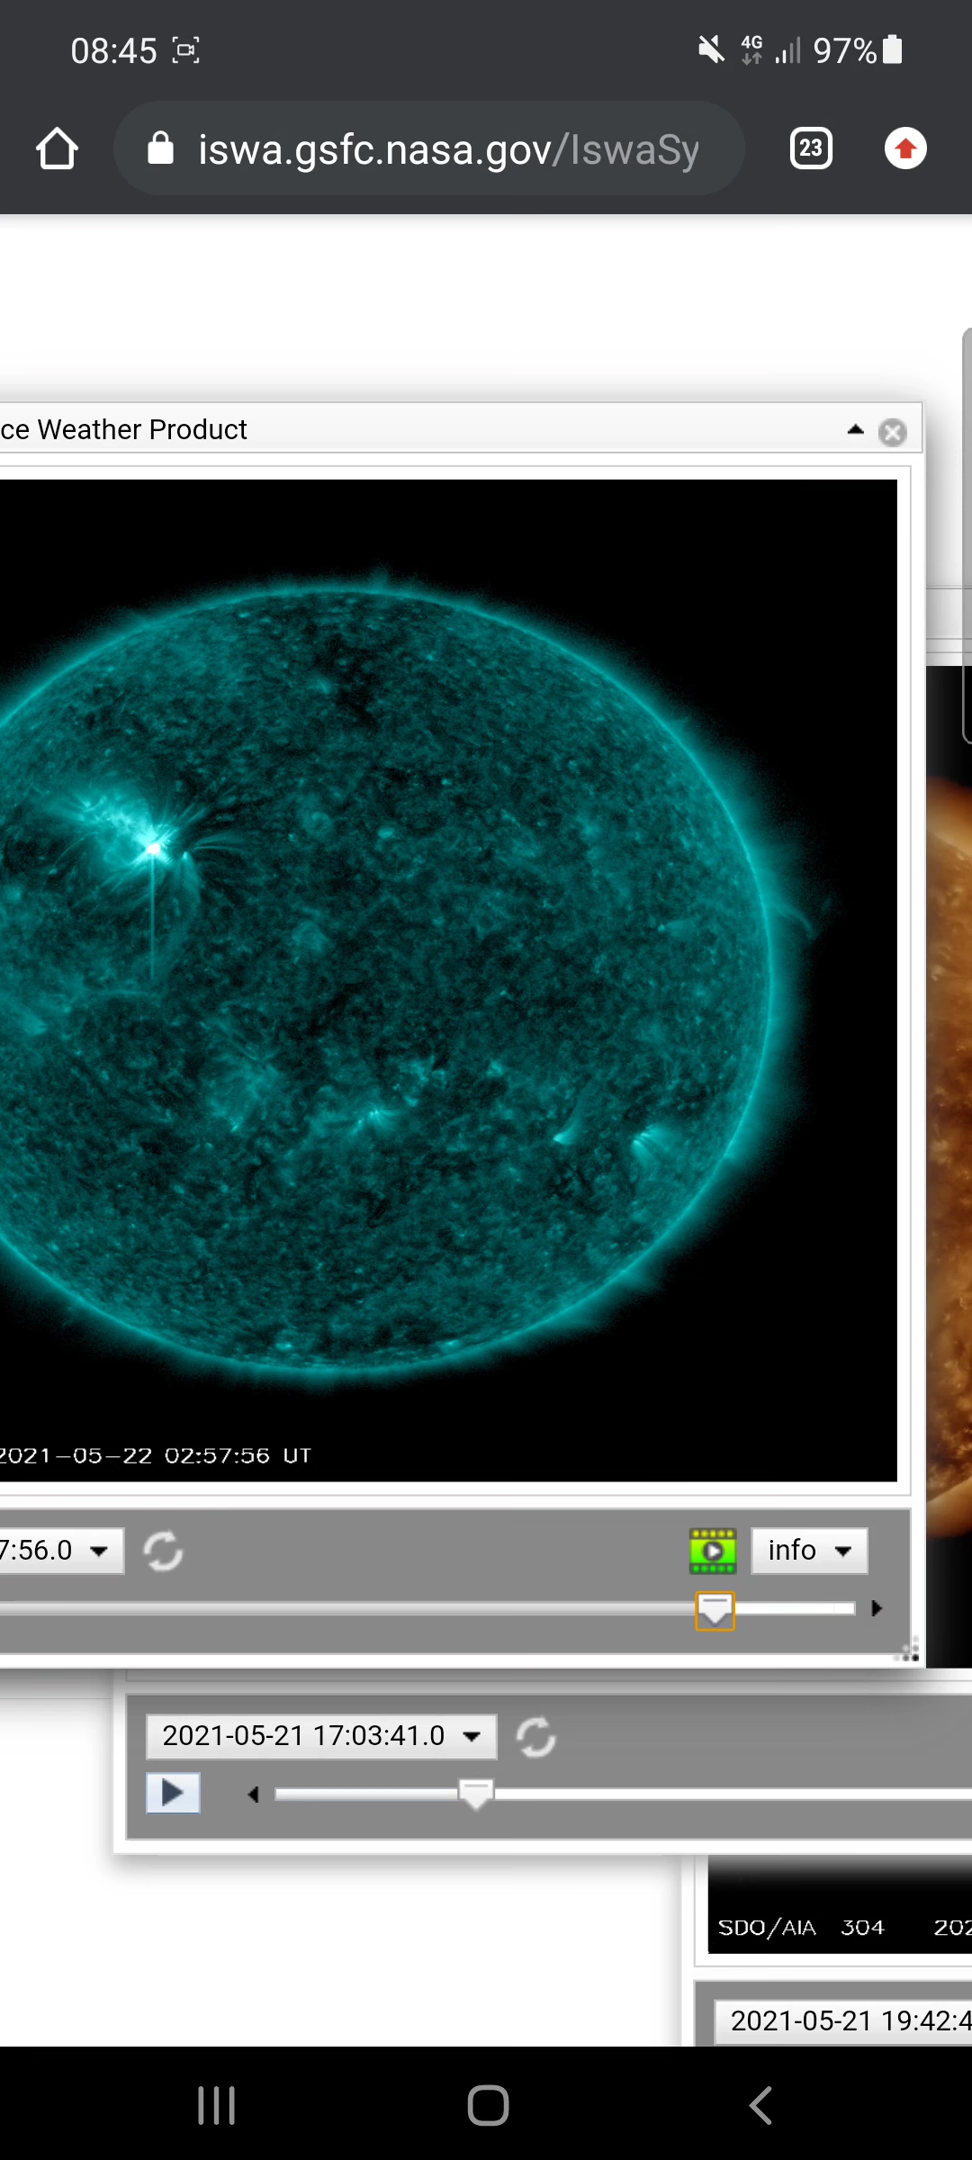 08:45
4G
97%
iswa.gsfc.nasa.gov/IswaSy
23
ce Weather Product
2021-05-22 02:57:56 UT
7:56.0
info
2021-05-21 17:03:41.0
SDO/AIA 304 202
2021-05-21 19:42:4